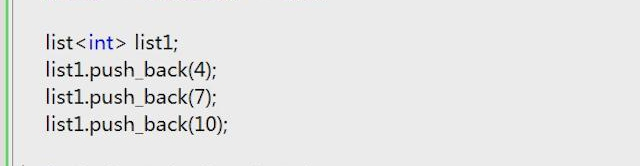 list<int> list1;
list1.push_back(4);
list1.push_back(7);
list1.push_back(10);